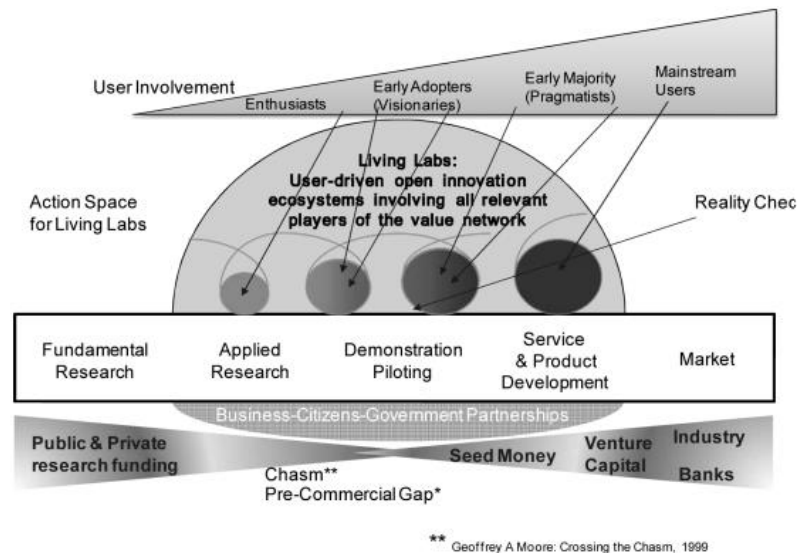 User Involvement
Enthusiasts
Early Adopters
(Visionaries)
Early Majority
(Pragmatists)
Mainstream
Users
Living Labs:
User-driven open innovation
ecosystems involving all relevant
players of the value network
Action Space
for Living Labs
Reality Chec
Fundamental
Research
Applied
Research
Demonstration
Piloting
Service
& Product
Development
Market
Business-Citizens-Government Partnerships
Public & Private
research funding
Chasm**
Pre-Commercial Gap*
Seed Money
Venture
Capital
Industry
Banks
** Geoffrey A Moore: Crossing the Chasm, 1999